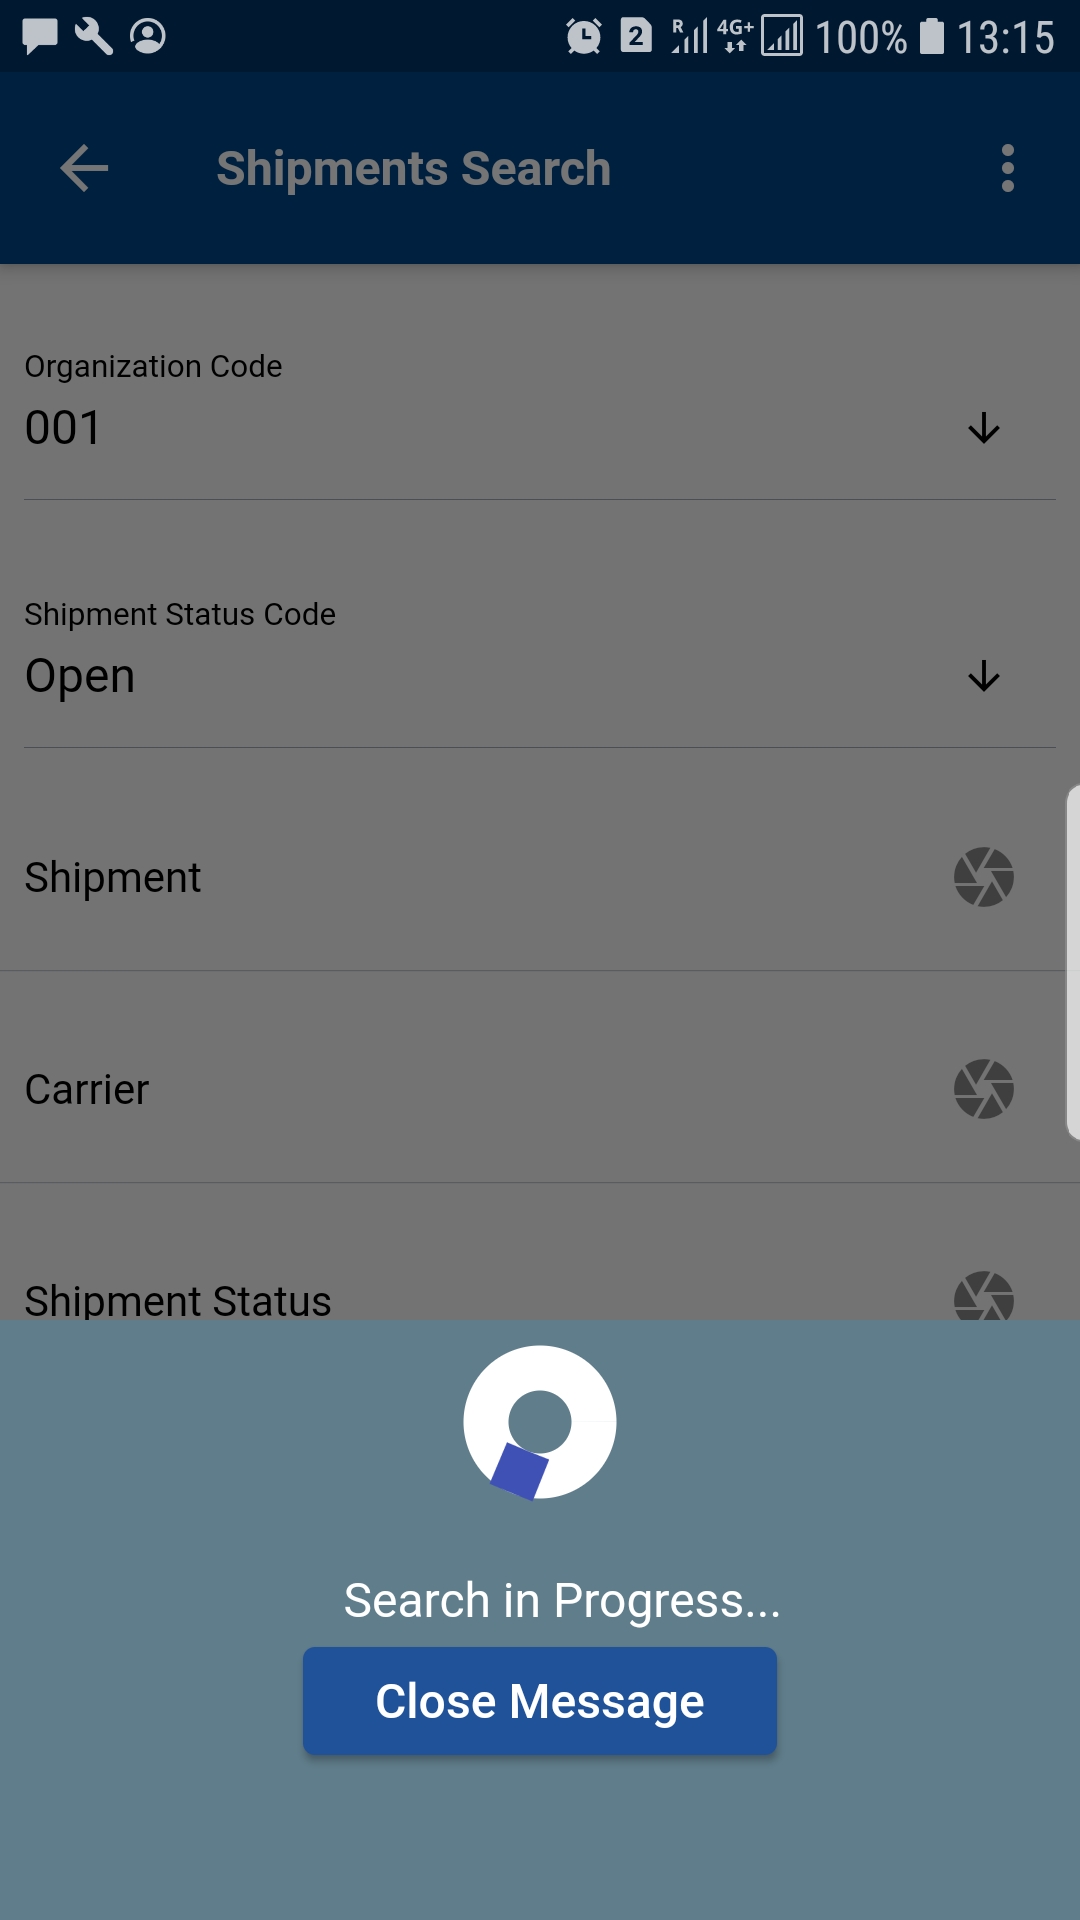 2 R 4G+ 100% 13:15
Shipments Search
Organization Code
001
Shipment Status Code
Open
Shipment
Carrier
Shipment Status
Search in Progress...
Close Message